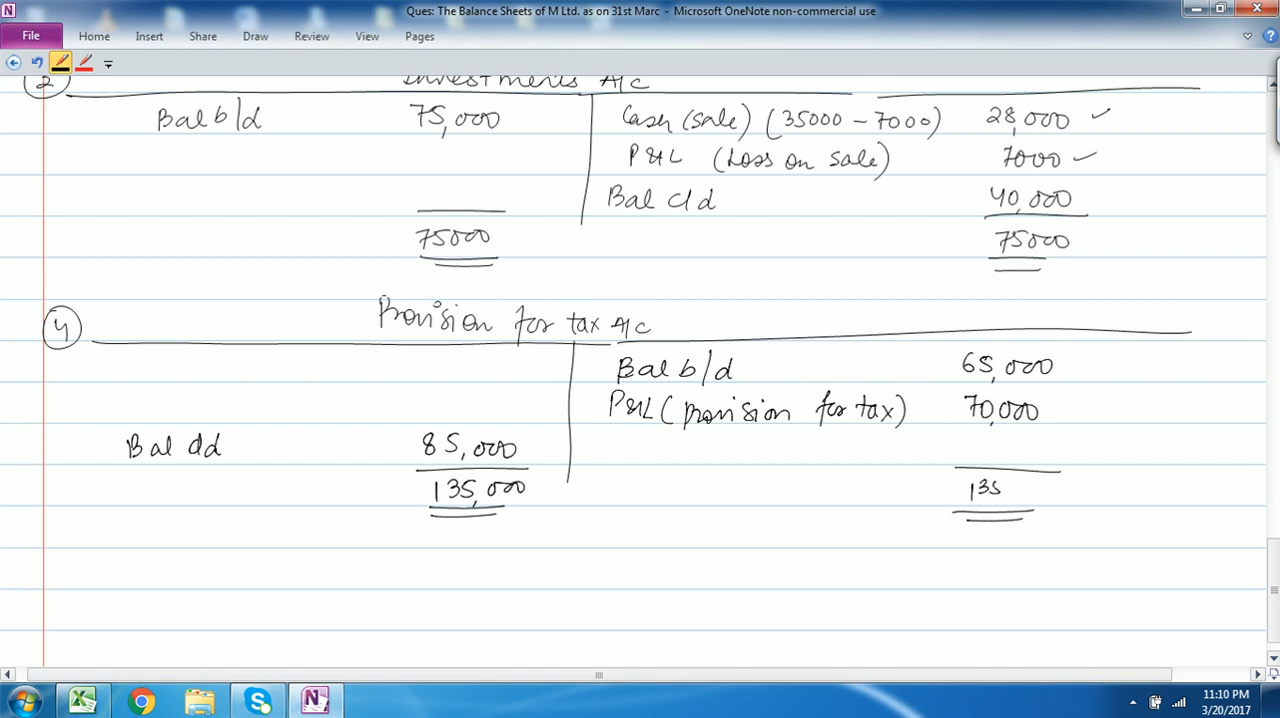 Ques: The Balance Sheets of M Ltd. as on 31st Marc - Microsoft OneNote non-commercial use
File Home Insert Share Draw Review View Pages
2 Investments A/c
Bal b/d 75,000 Cash (sale) (35000 - 7000) 28,000 ✓
P&L (Loss on sale) 7000 ✓
Bal c/d 40,000
75000 75000
4 Provision for tax A/c
Bal b/d 65,000
P&L (provision for tax) 70,000
Bal c/d 85,000
135,000 135
11:10 PM
3/20/2017